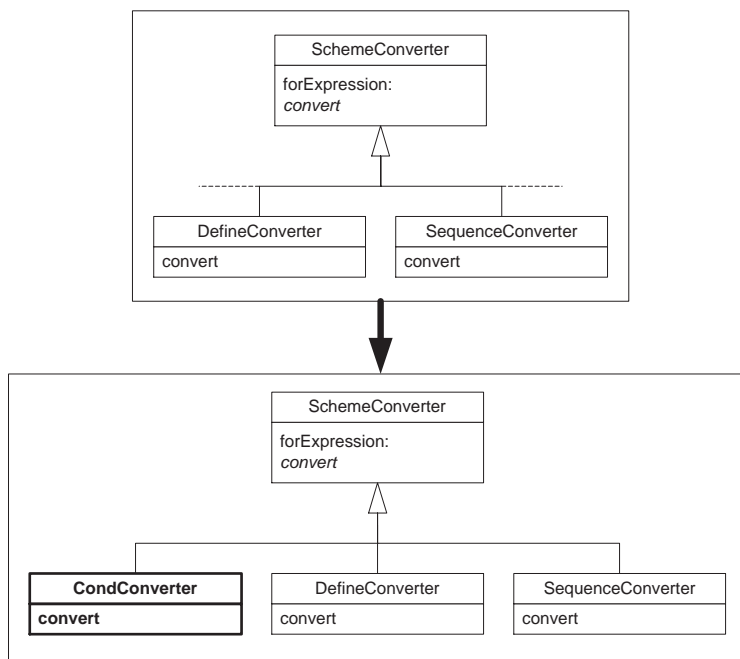 SchemeConverter
forExpression:
convert
DefineConverter
convert
SequenceConverter
convert
SchemeConverter
forExpression:
convert
CondConverter
convert
DefineConverter
convert
SequenceConverter
convert